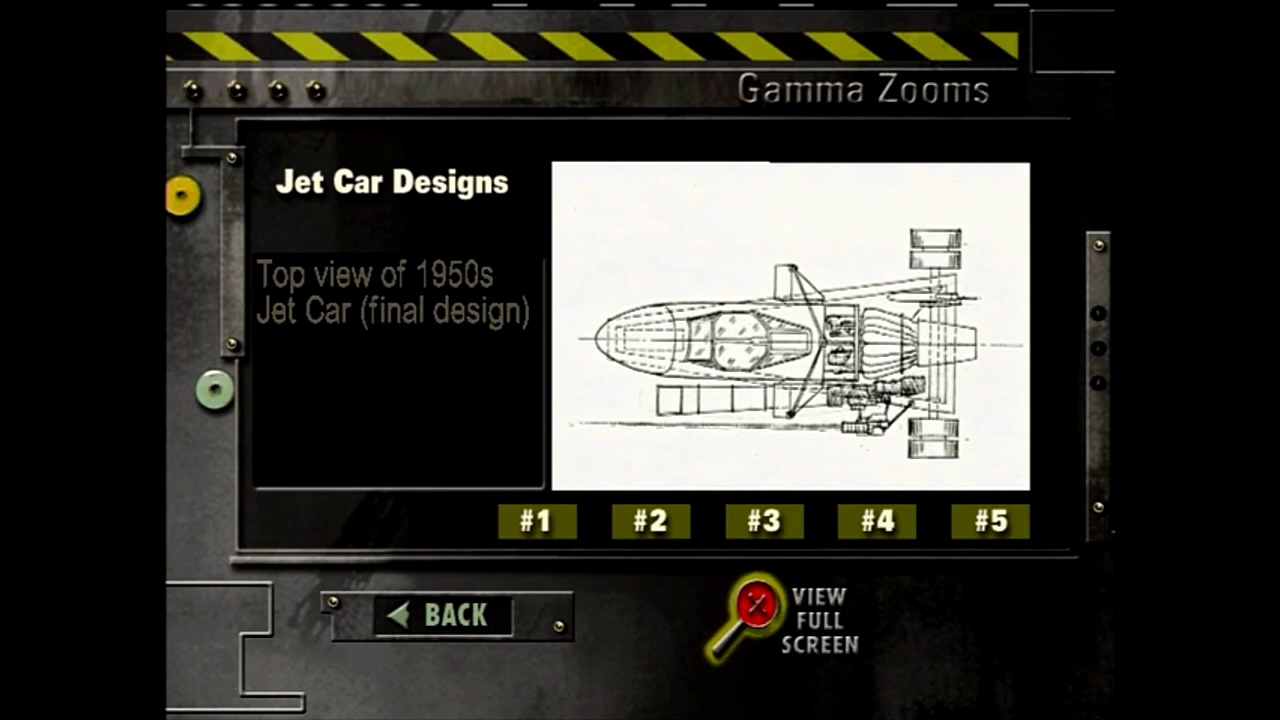 Gamma Zooms
Jet Car Designs
Top view of 1950s
Jet Car (final design)
#1 #2 #3 #4 #5
BACK
VIEW
FULL
SCREEN